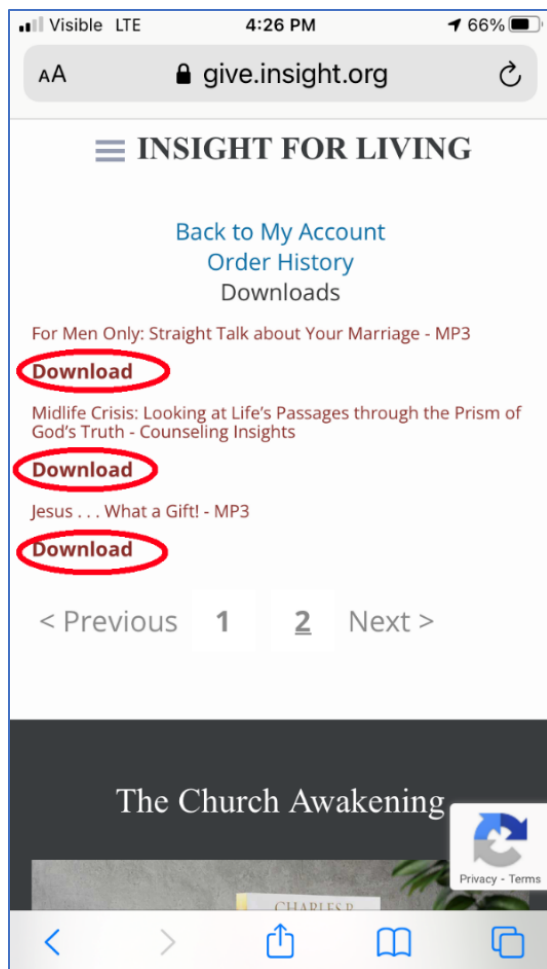 Visible LTE 4:26 PM 66%
AA give.insight.org
INSIGHT FOR LIVING
Back to My Account
Order History
Downloads
For Men Only: Straight Talk about Your Marriage - MP3
Download
Midlife Crisis: Looking at Life's Passages through the Prism of
God's Truth - Counseling Insights
Download
Jesus . . . What a Gift! - MP3
Download
< Previous 1 2 Next >
The Church Awakening
Privacy - Terms
CHARLES R.